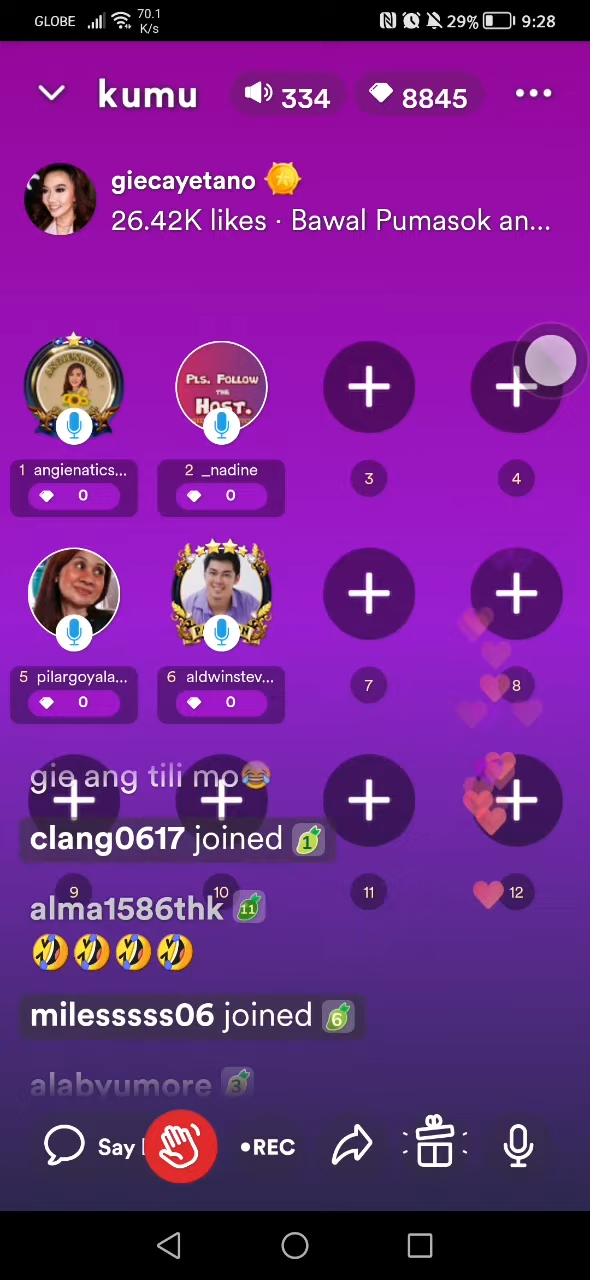 GLOBE 70.1 K/s 29% 9:28
kumu 334 8845
giecayetano
26.42K likes · Bawal Pumasok an...
ANGIENATICS
PLS. FOLLOW
THE
HOST.
1 angienatics... 2 _nadine 3 4
0 0
5 pilargoyala... 6 aldwinstev... 7 8
0 0
gie ang tili mo😂
clang0617 joined 1
9 10 11 12
alma1586thk 11
🤣🤣🤣🤣
milesssss06 joined 6
alabyumore 3
Say •REC